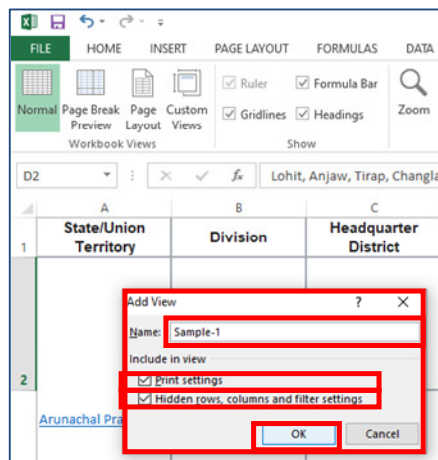 FILE HOME INSERT PAGE LAYOUT FORMULAS DATA
Normal Page Break Preview Page Layout Custom Views
Workbook Views
Ruler Formula Bar
Gridlines Headings
Show
Zoom
D2 fx Lohit, Anjaw, Tirap, Changla
A B C
1 State/Union Territory Division Headquarter District
Add View ? ×
Name: Sample-1
Include in view
Print settings
Hidden rows, columns and filter settings
OK Cancel
2
Arunachal Pra